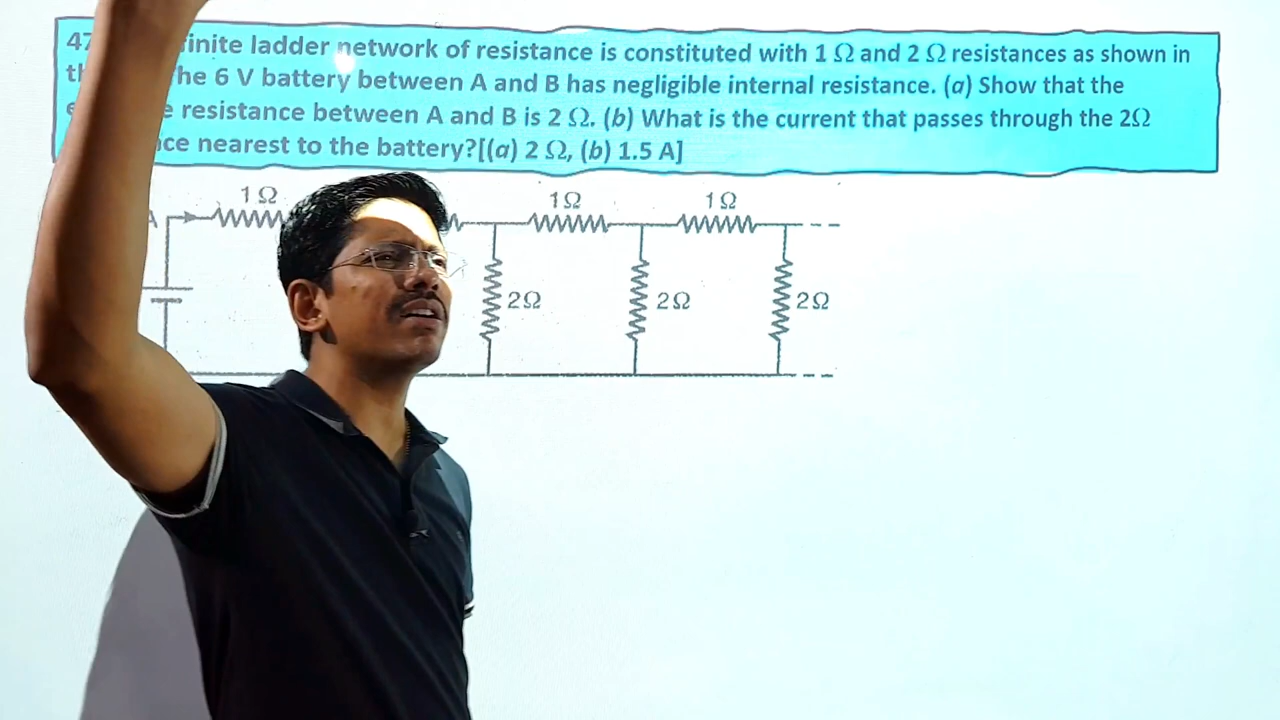 47
finite ladder network of resistance is constituted with 1 Ω and 2 Ω resistances as shown in
he 6 V battery between A and B has negligible internal resistance. (a) Show that the
resistance between A and B is 2 Ω. (b) What is the current that passes through the 2Ω
ce nearest to the battery?[(a) 2 Ω, (b) 1.5 A]
1Ω 1Ω 1Ω
A
2Ω 2Ω 2Ω